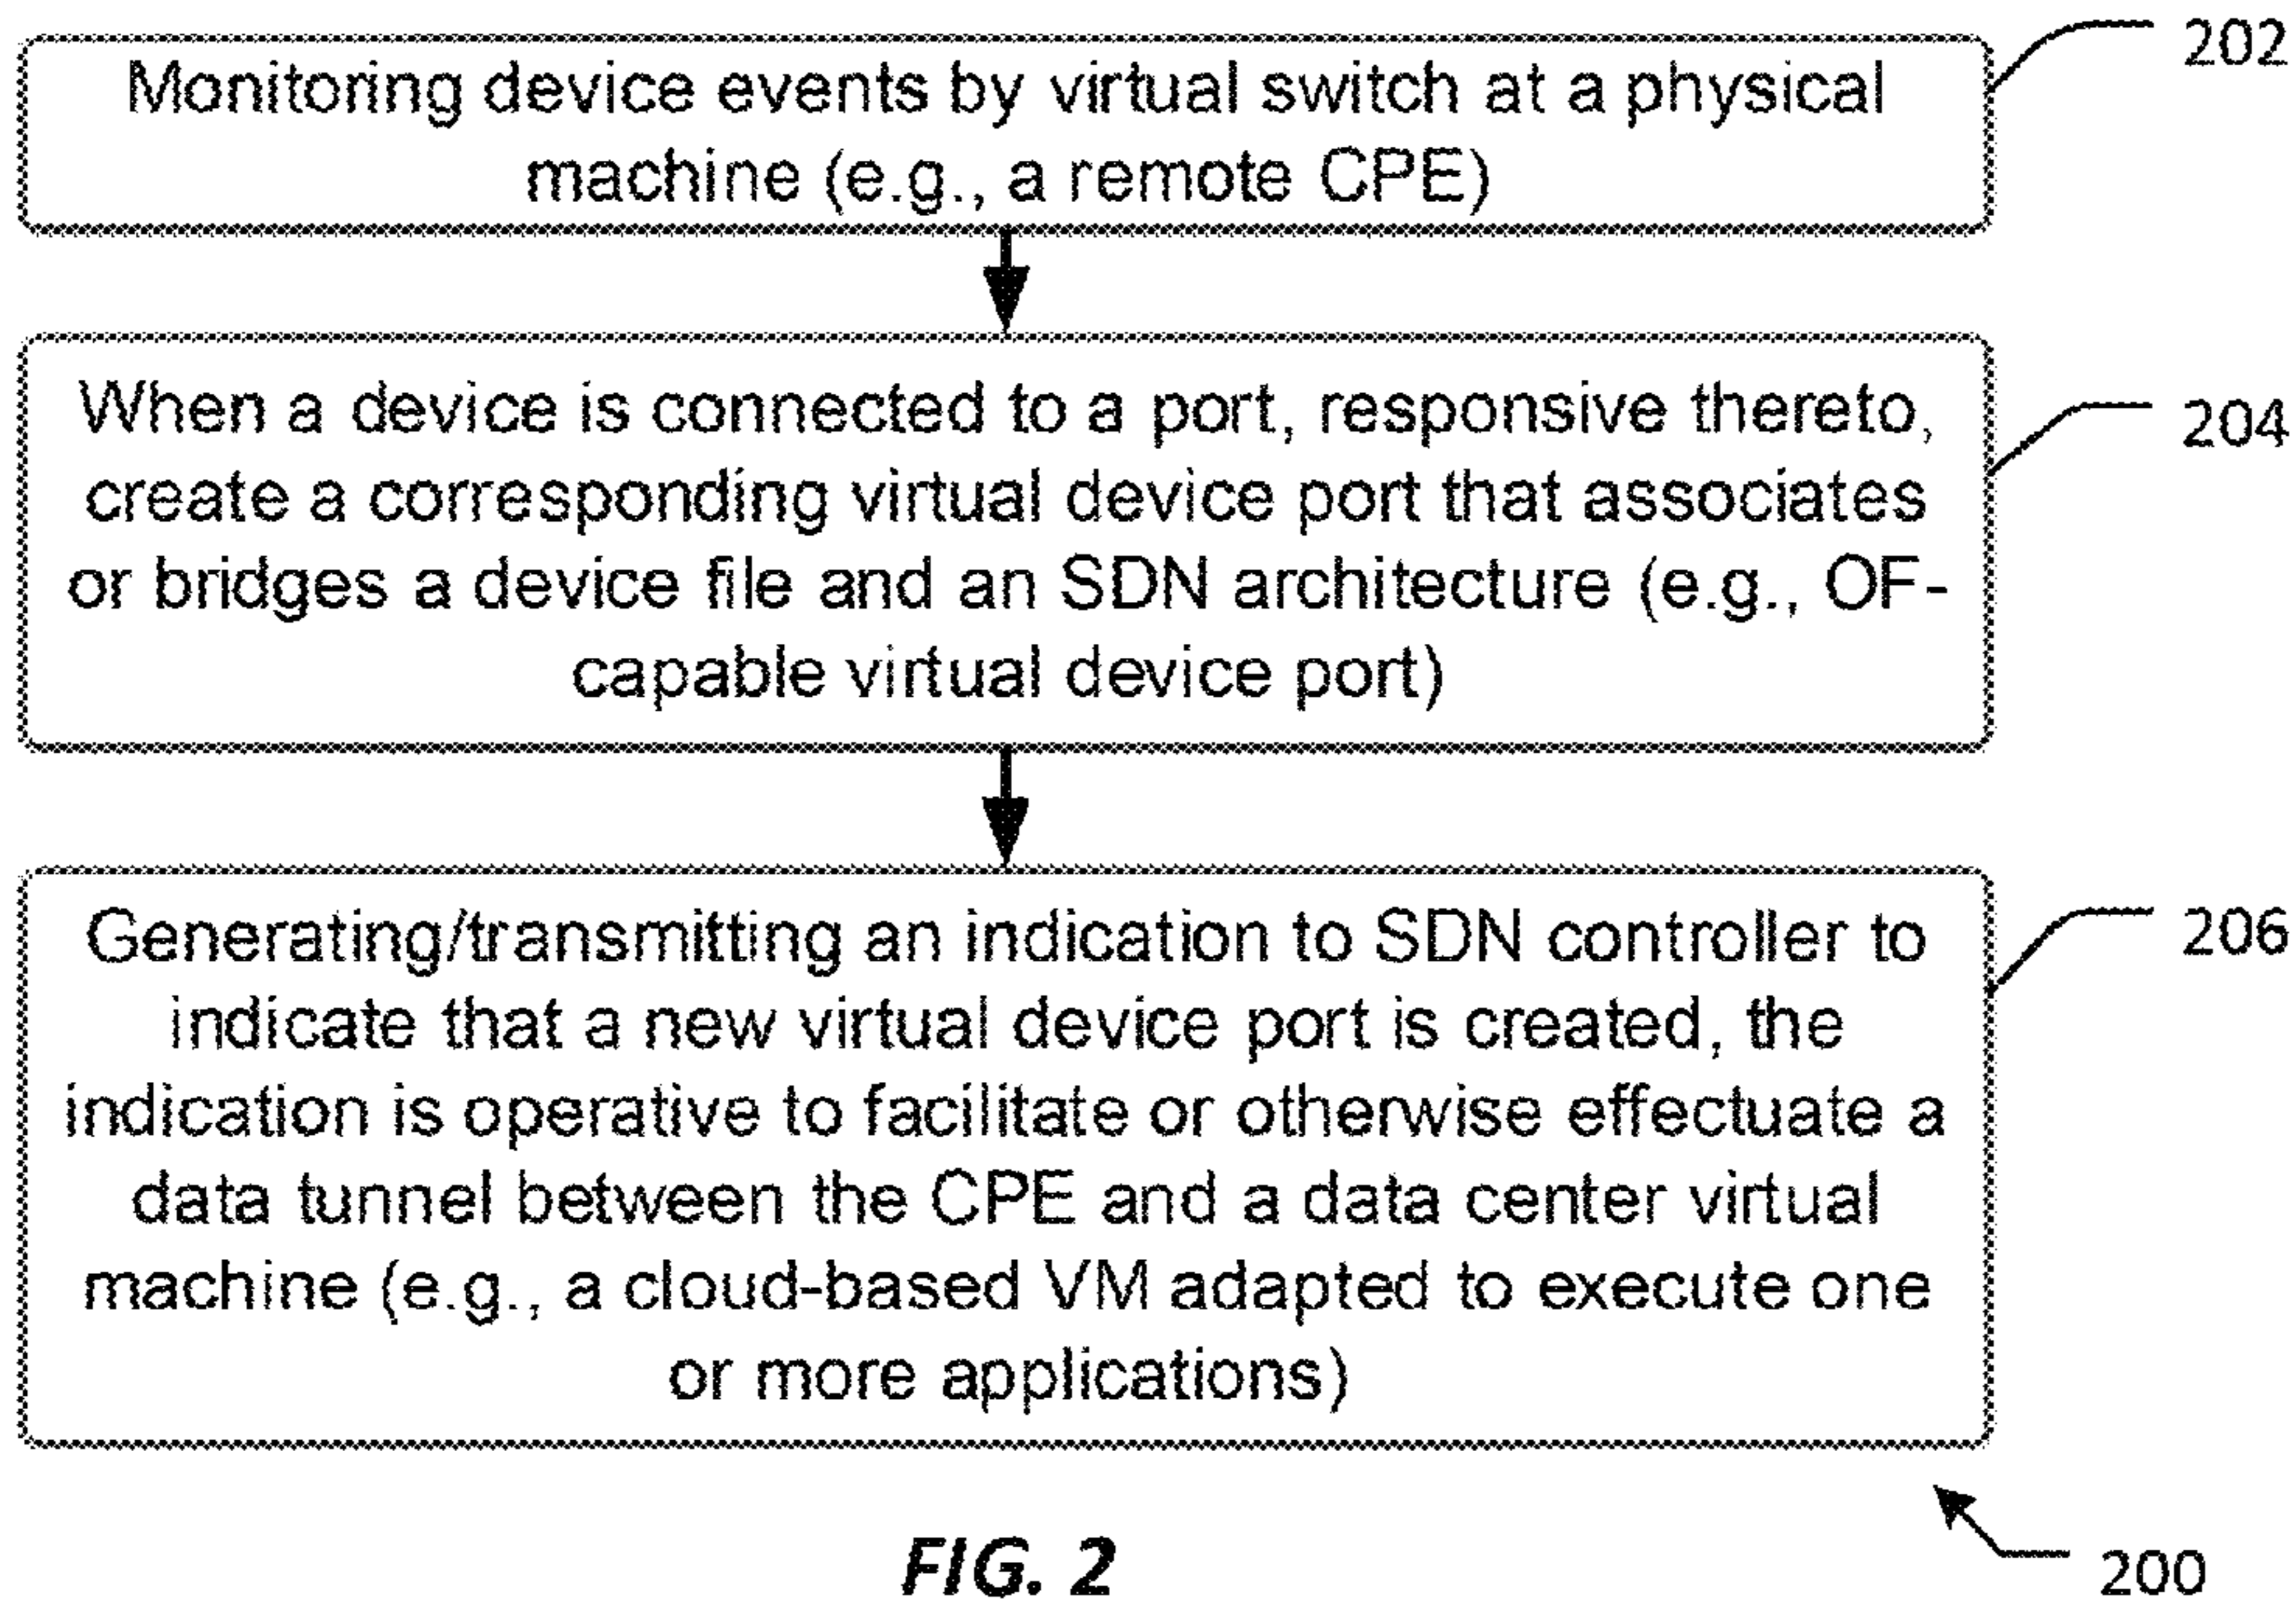 Monitoring device events by virtual switch at a physical
machine (e.g., a remote CPE)
202
When a device is connected to a port, responsive thereto,
create a corresponding virtual device port that associates
or bridges a device file and an SDN architecture (e.g., OF-
capable virtual device port)
204
Generating/transmitting an indication to SDN controller to
indicate that a new virtual device port is created, the
indication is operative to facilitate or otherwise effectuate a
data tunnel between the CPE and a data center virtual
machine (e.g., a cloud-based VM adapted to execute one
or more applications)
206
FIG. 2
200